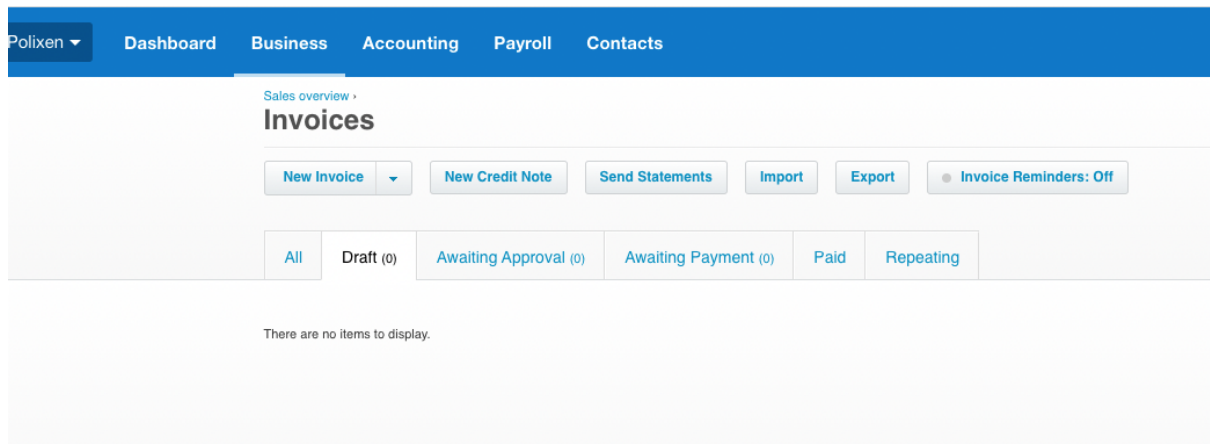 Polixen Dashboard Business Accounting Payroll Contacts
Sales overview ›
Invoices
New Invoice New Credit Note Send Statements Import Export Invoice Reminders: Off
All Draft (0) Awaiting Approval (0) Awaiting Payment (0) Paid Repeating
There are no items to display.